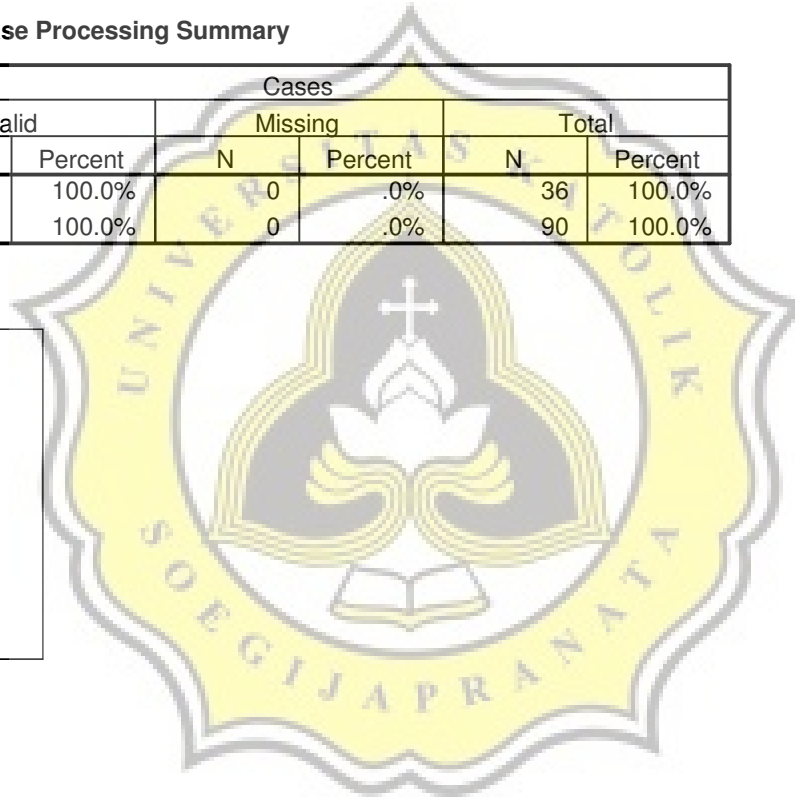 se Processing Summary
Cases
alid Missing Total
Percent N Percent N Percent
100.0% 0 .0% 36 100.0%
100.0% 0 .0% 90 100.0%
UNIVERSITAS KATOLIK
SOEGIJAPRANATA